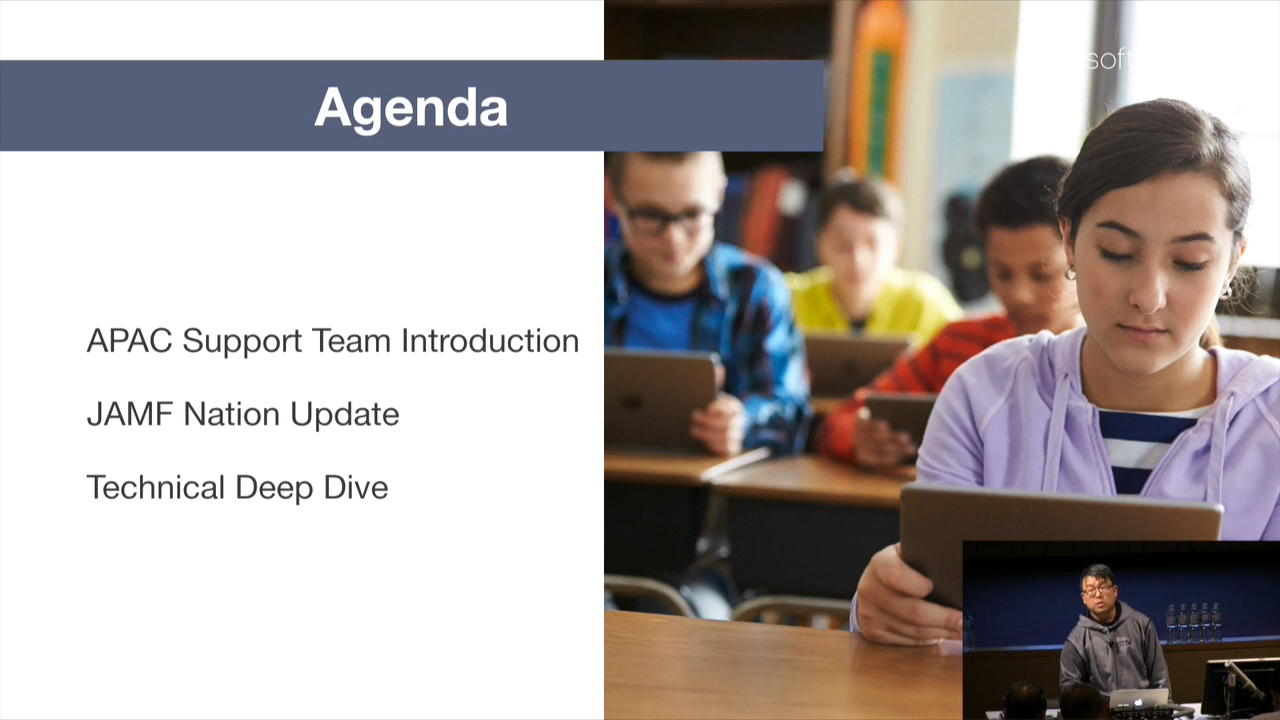 Agenda
APAC Support Team Introduction
JAMF Nation Update
Technical Deep Dive